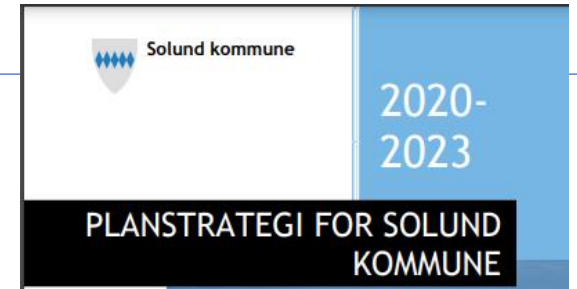 Solund kommune
2020-
2023
PLANSTRATEGI FOR SOLUND
KOMMUNE